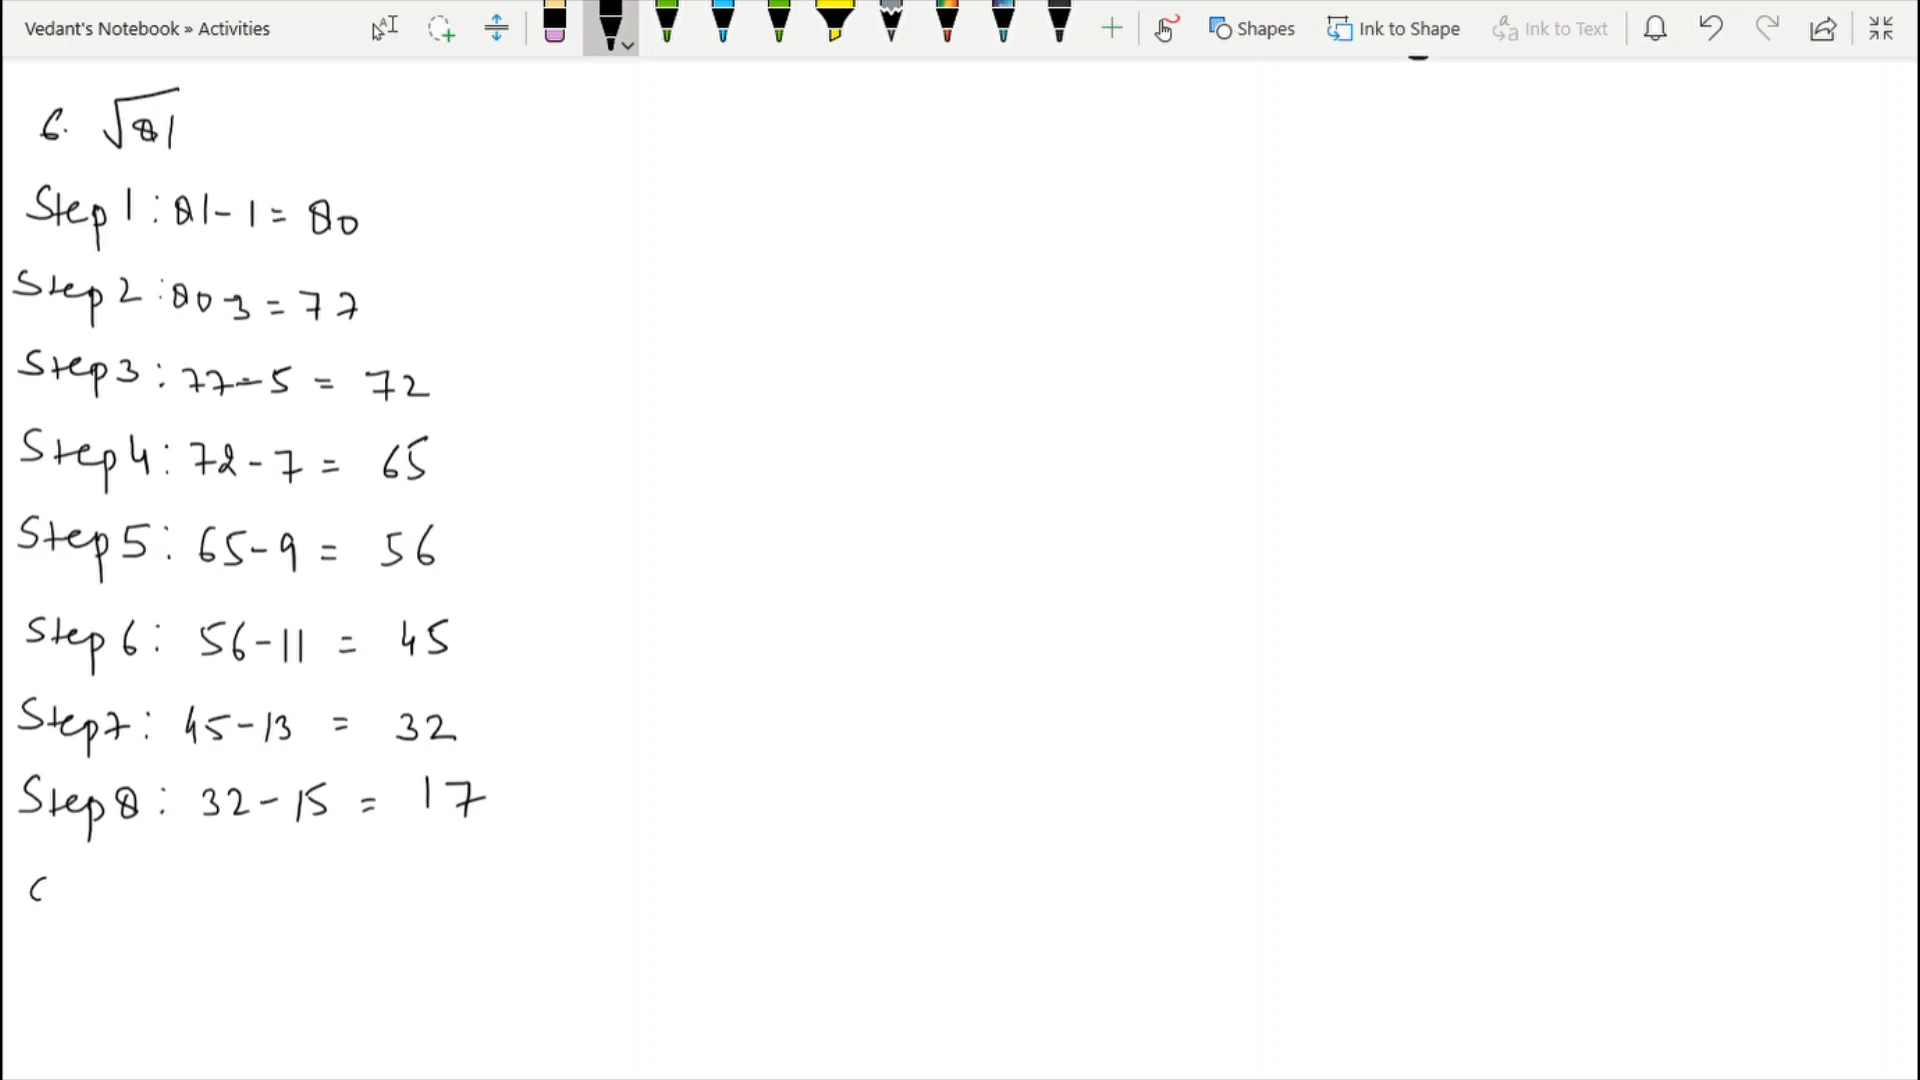 Vedant's Notebook » Activities
Shapes
Ink to Shape
Ink to Text
6. √81
Step 1 : 81 - 1 = 80
Step 2 : 80 - 3 = 77
Step 3 : 77 - 5 = 72
Step 4 : 72 - 7 = 65
Step 5 : 65 - 9 = 56
Step 6 : 56 - 11 = 45
Step 7 : 45 - 13 = 32
Step 8 : 32 - 15 = 17